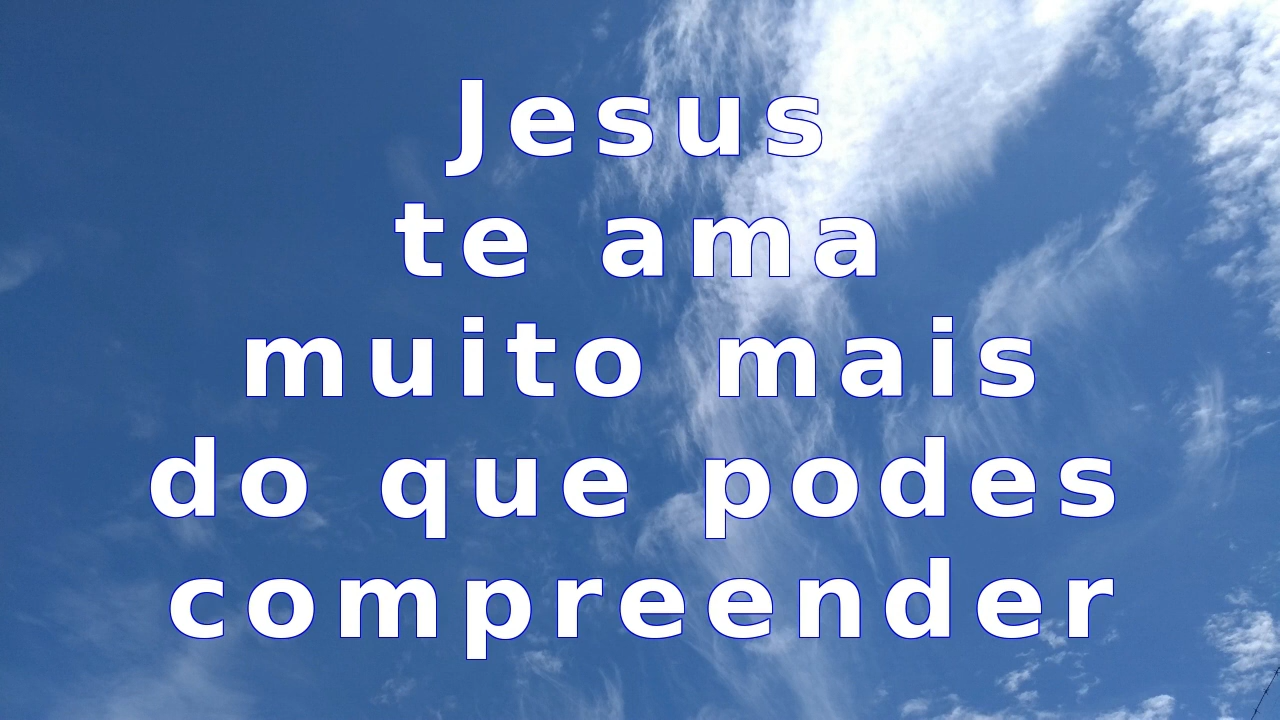 Jesus
te ama
muito mais
do que podes
compreender